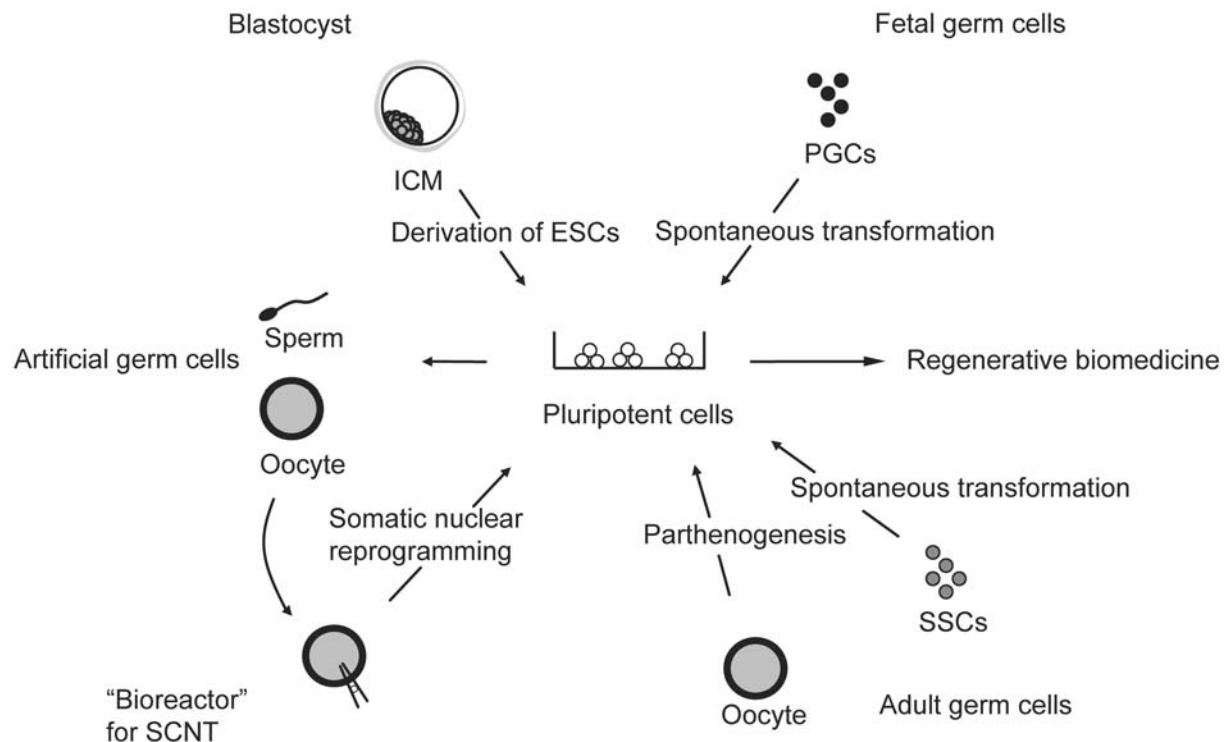 Blastocyst
Fetal germ cells
ICM
PGCs
Derivation of ESCs
Spontaneous transformation
Sperm
Artificial germ cells
Regenerative biomedicine
Pluripotent cells
Oocyte
Spontaneous transformation
Somatic nuclear
reprogramming
Parthenogenesis
SSCs
“Bioreactor”
for SCNT
Oocyte
Adult germ cells